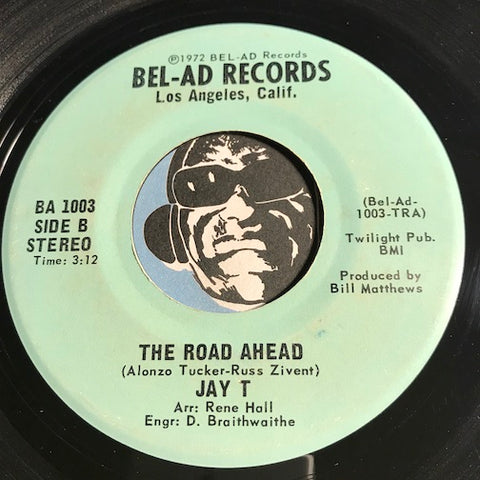 ℗1972 BEL-AD Records
BEL-AD RECORDS
Los Angeles, Calif.
BA 1003
SIDE B
STEREO
Time: 3:12
(Bel-Ad-
1003-TRA)
Twilight Pub.
BMI
Produced by
Bill Matthews
THE ROAD AHEAD
(Alonzo Tucker-Russ Zivent)
JAY T
Arr: Rene Hall
Engr: D. Braithwaithe